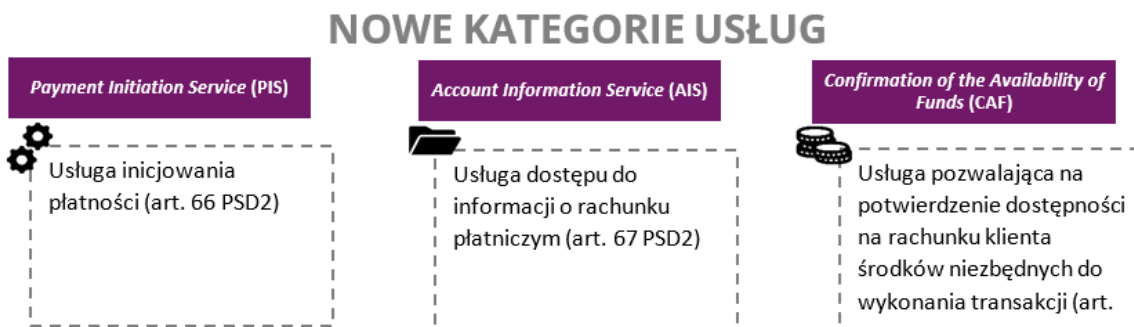 NOWE KATEGORIE USŁUG
Payment Initiation Service (PIS)
Usługa inicjowania
płatności (art. 66 PSD2)
Account Information Service (AIS)
Usługa dostępu do
informacji o rachunku
płatniczym (art. 67 PSD2)
Confirmation of the Availability of
Funds (CAF)
Usługa pozwalająca na
potwierdzenie dostępności
na rachunku klienta
środków niezbędnych do
wykonania transakcji (art.